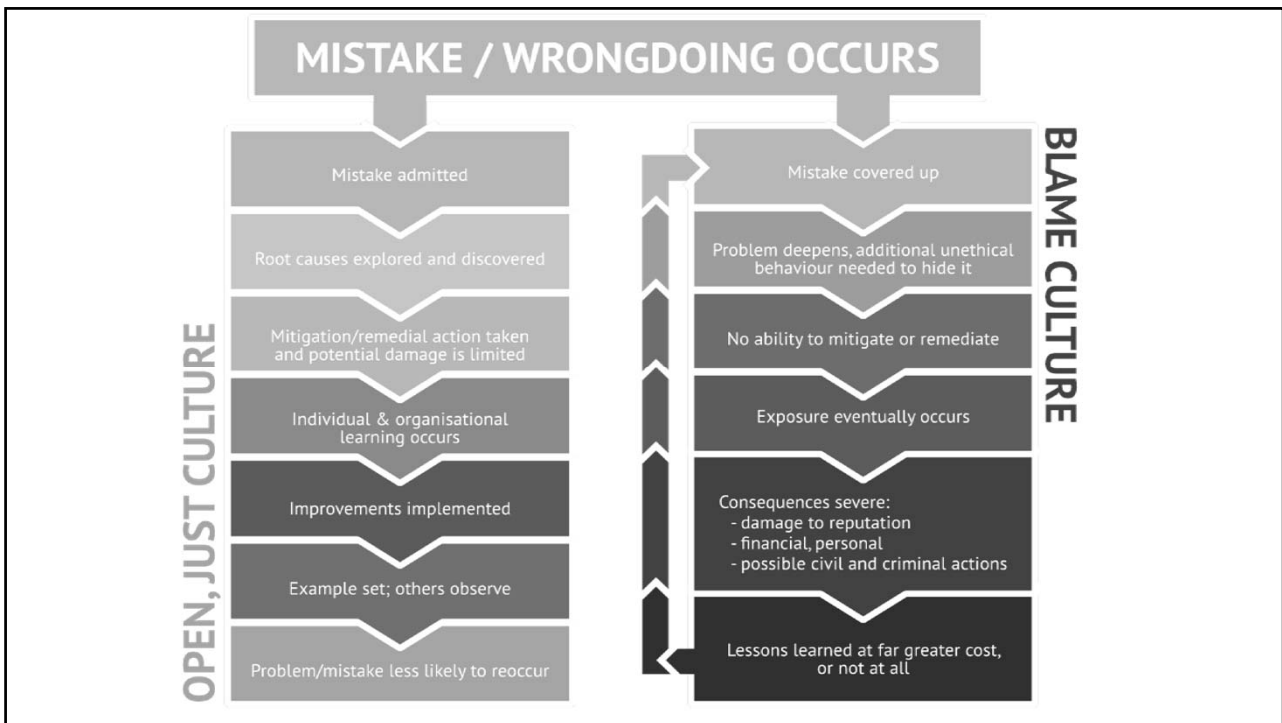 MISTAKE / WRONGDOING OCCURS
OPEN, JUST CULTURE
Mistake admitted
Root causes explored and discovered
Mitigation/remedial action taken
and potential damage is limited
Individual & organisational
learning occurs
Improvements implemented
Example set; others observe
Problem/mistake less likely to reoccur
BLAME CULTURE
Mistake covered up
Problem deepens, additional unethical
behaviour needed to hide it
No ability to mitigate or remediate
Exposure eventually occurs
Consequences severe:
- damage to reputation
- financial, personal
- possible civil and criminal actions
Lessons learned at far greater cost,
or not at all